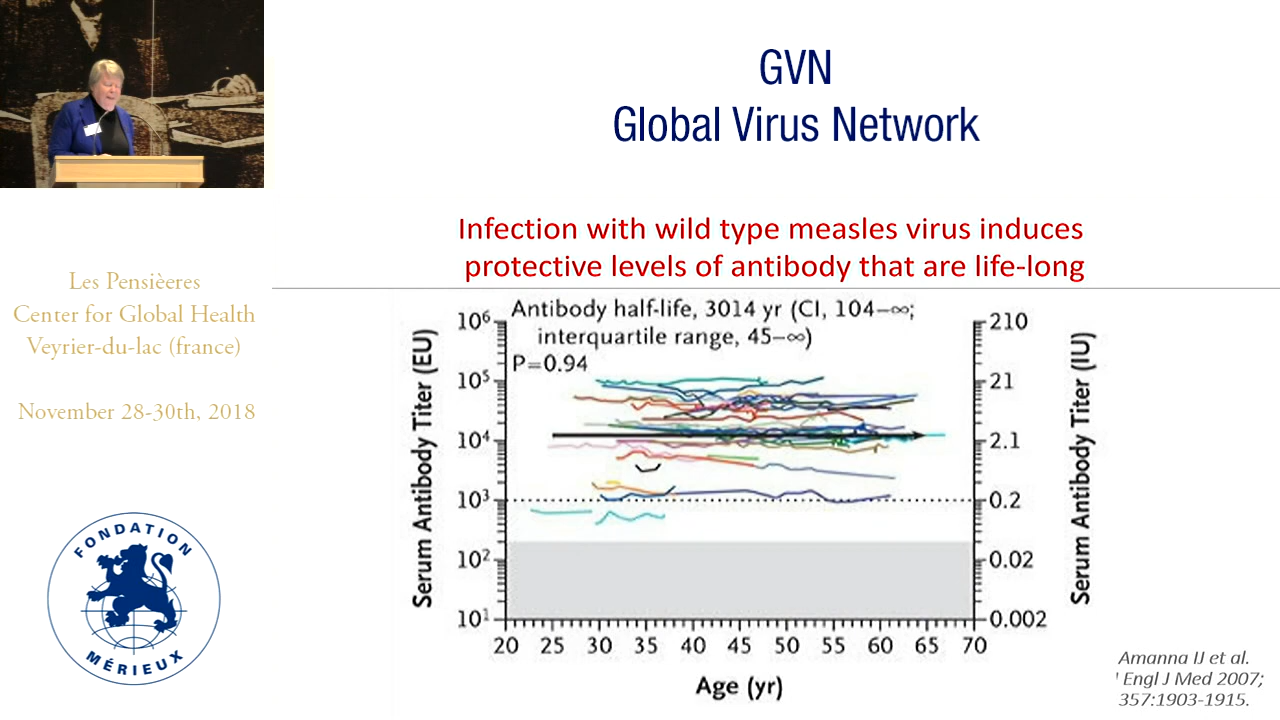 GVN
Global Virus Network
Les Pensièeres
Center for Global Health
Veyrier-du-lac (france)
November 28-30th, 2018
FONDATION
MÉRIEUX
Infection with wild type measles virus induces
protective levels of antibody that are life-long
Antibody half-life, 3014 yr (CI, 104–∞;
interquartile range, 45–∞)
P=0.94
Serum Antibody Titer (EU)
10⁶
10⁵
10⁴
10³
10²
10¹
210
21
2.1
0.2
0.02
0.002
Serum Antibody Titer (IU)
20 25 30 35 40 45 50 55 60 65 70
Age (yr)
Amanna IJ et al.
Engl J Med 2007;
357:1903-1915.